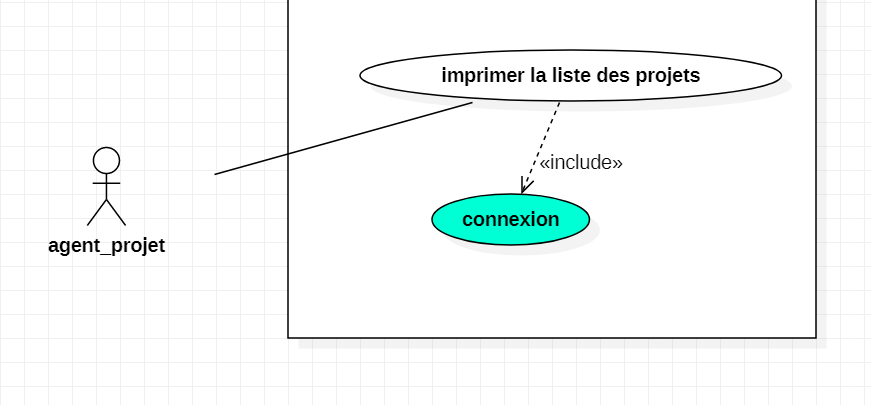 imprimer la liste des projets
«include»
connexion
agent_projet